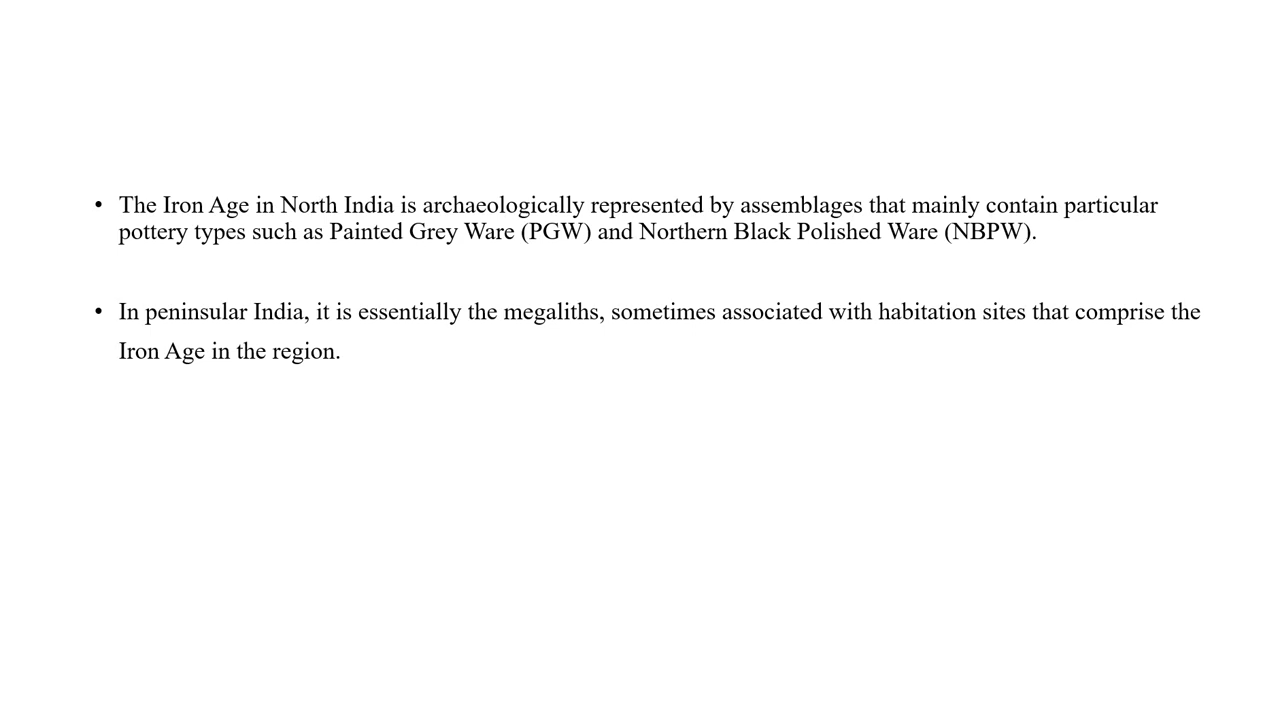 • The Iron Age in North India is archaeologically represented by assemblages that mainly contain particular
pottery types such as Painted Grey Ware (PGW) and Northern Black Polished Ware (NBPW).
• In peninsular India, it is essentially the megaliths, sometimes associated with habitation sites that comprise the
Iron Age in the region.